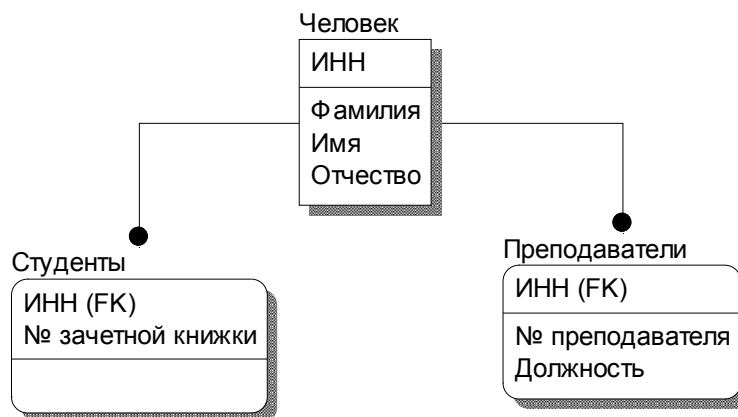 Человек
ИНН
Фамилия
Имя
Отчество
Студенты
ИНН (FK)
№ зачетной книжки
Преподаватели
ИНН (FK)
№ преподавателя
Должность